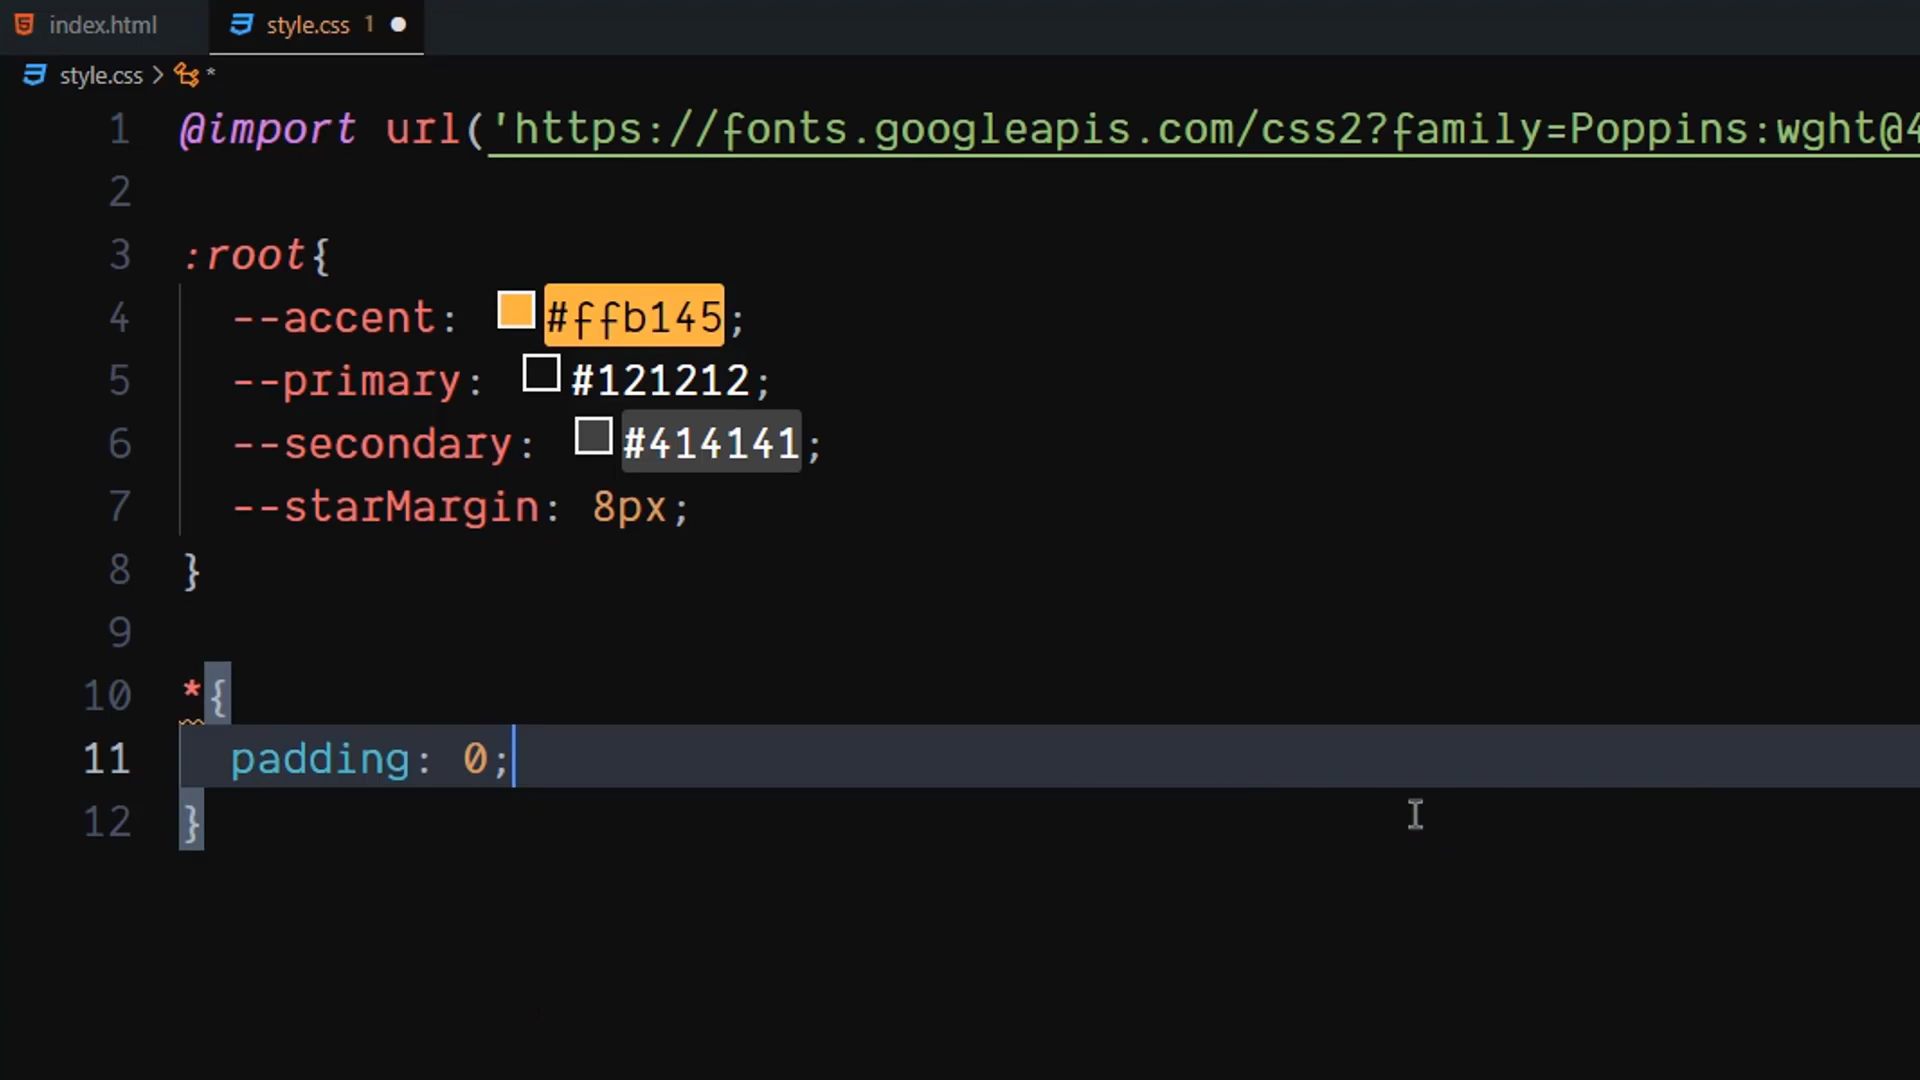 index.html style.css 1
style.css > *
1 @import url('https://fonts.googleapis.com/css2?family=Poppins:wght@4
2
3 :root{
4 --accent: #ffb145;
5 --primary: #121212;
6 --secondary: #414141;
7 --starMargin: 8px;
8 }
9
10 *{
11 padding: 0;
12 }